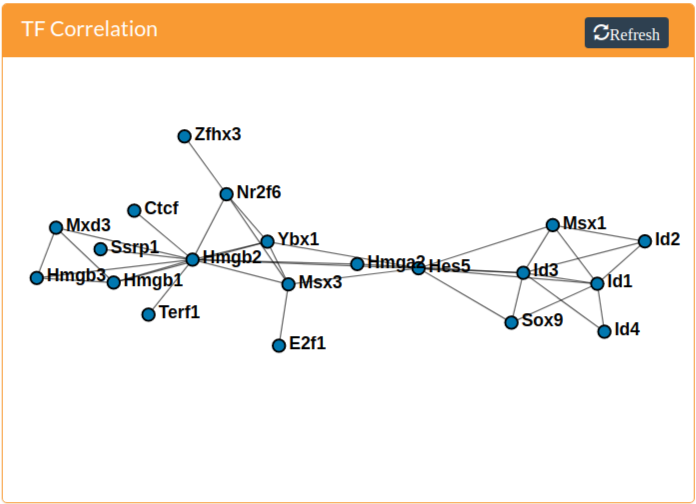 TF Correlation
Refresh
Zfhx3
Nr2f6
Ctcf
Mxd3
Msx1
Ybx1
Id2
Ssrp1
Hmgb2
Hmga2
Hes5
Id3
Hmgb3
Hmgb1
Msx3
Id1
Terf1
Sox9
Id4
E2f1